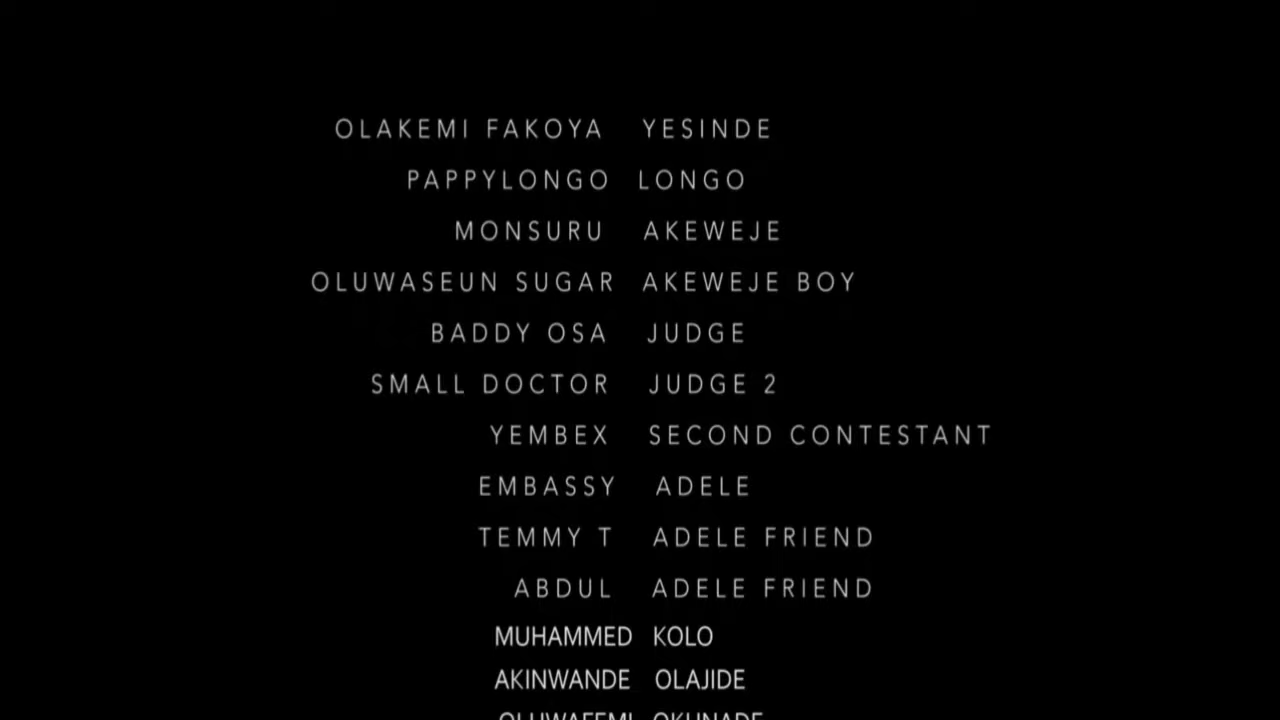 OLAKEMI FAKOYA YESINDE
PAPPYLONGO LONGO
MONSURU AKEWEJE
OLUWASEUN SUGAR AKEWEJE BOY
BADDY OSA JUDGE
SMALL DOCTOR JUDGE 2
YEMBEX SECOND CONTESTANT
EMBASSY ADELE
TEMMY T ADELE FRIEND
ABDUL ADELE FRIEND
MUHAMMED KOLO
AKINWANDE OLAJIDE